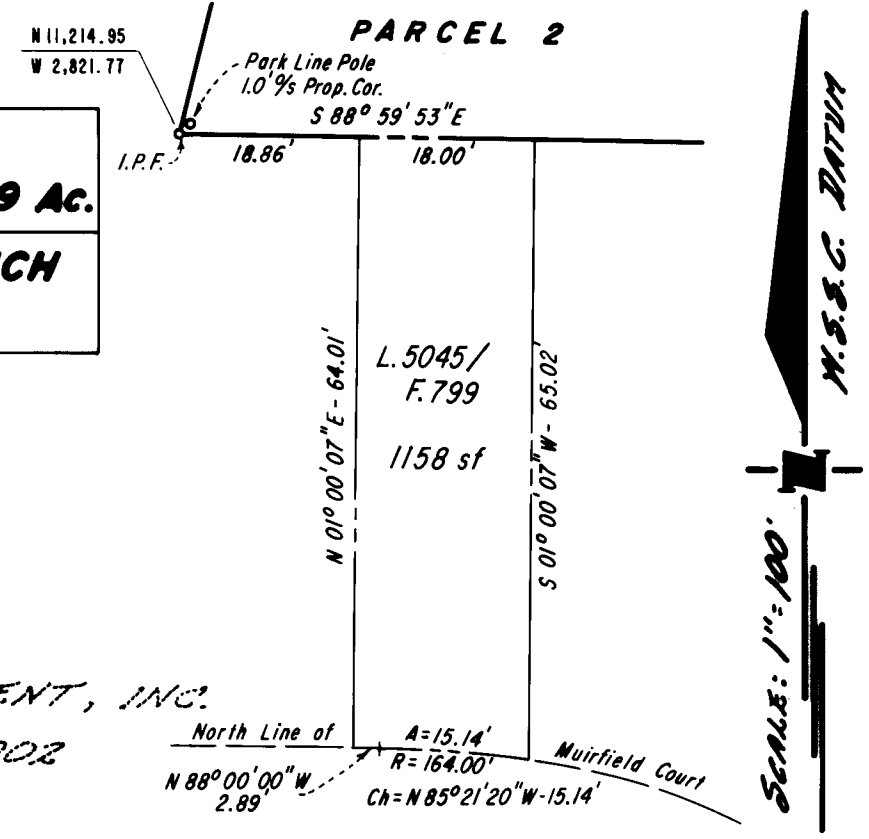 PARCEL 2
N 11,214.95
W 2,821.77
Park Line Pole
1.0' o/s Prop. Cor.
S 88° 59' 53" E
I.P.F.
18.86'
18.00'
9 Ac.
CH
N 01° 00' 07" E - 64.01'
L. 5045/
F. 799
1158 sf
S 01° 00' 07" W - 65.02'
W.S.S.C. DATUM
N
SCALE: 1" = 100'
ENT, INC.
002
North Line of
A = 15.14'
R = 164.00'
Muirfield Court
N 88° 00' 00" W
2.89'
Ch = N 85° 21' 20" W - 15.14'